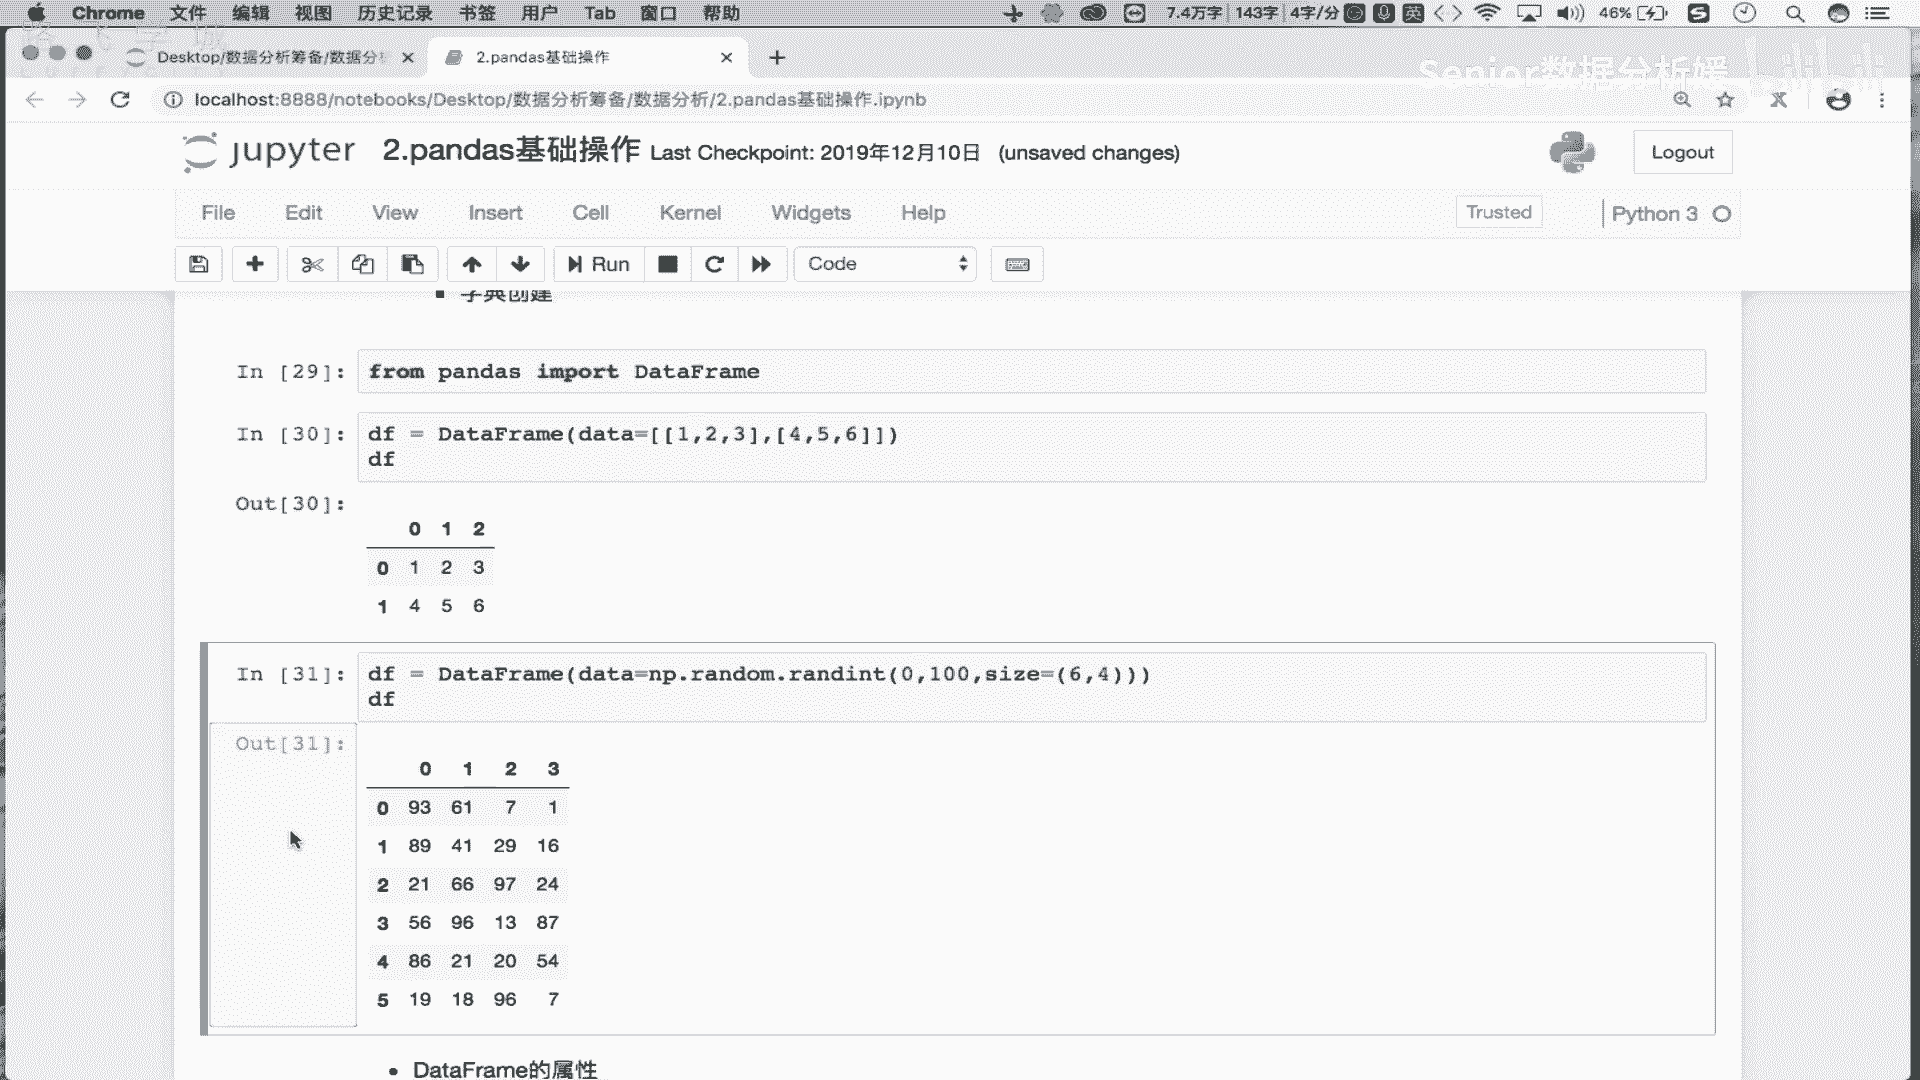 Chrome 文件 编辑 视图 历史记录 书签 用户 Tab 窗口 帮助 7.4万字 143字 4字/分 英 46%
Desktop/数据分析筹备/数据分 2.pandas基础操作
Senior数据分析媛 bilibili
localhost:8888/notebooks/Desktop/数据分析筹备/数据分析/2.pandas基础操作.ipynb
jupyter 2.pandas基础操作 Last Checkpoint: 2019年12月10日 (unsaved changes) Logout
File Edit View Insert Cell Kernel Widgets Help Trusted Python 3
Run Code
字典创建
In [29]: from pandas import DataFrame
In [30]: df = DataFrame(data=[[1,2,3],[4,5,6]])
df
Out[30]:
0 1 2
0 1 2 3
1 4 5 6
In [31]: df = DataFrame(data=np.random.randint(0,100,size=(6,4)))
df
Out[31]:
0 1 2 3
0 93 61 7 1
1 89 41 29 16
2 21 66 97 24
3 56 96 13 87
4 86 21 20 54
5 19 18 96 7
DataFrame的属性